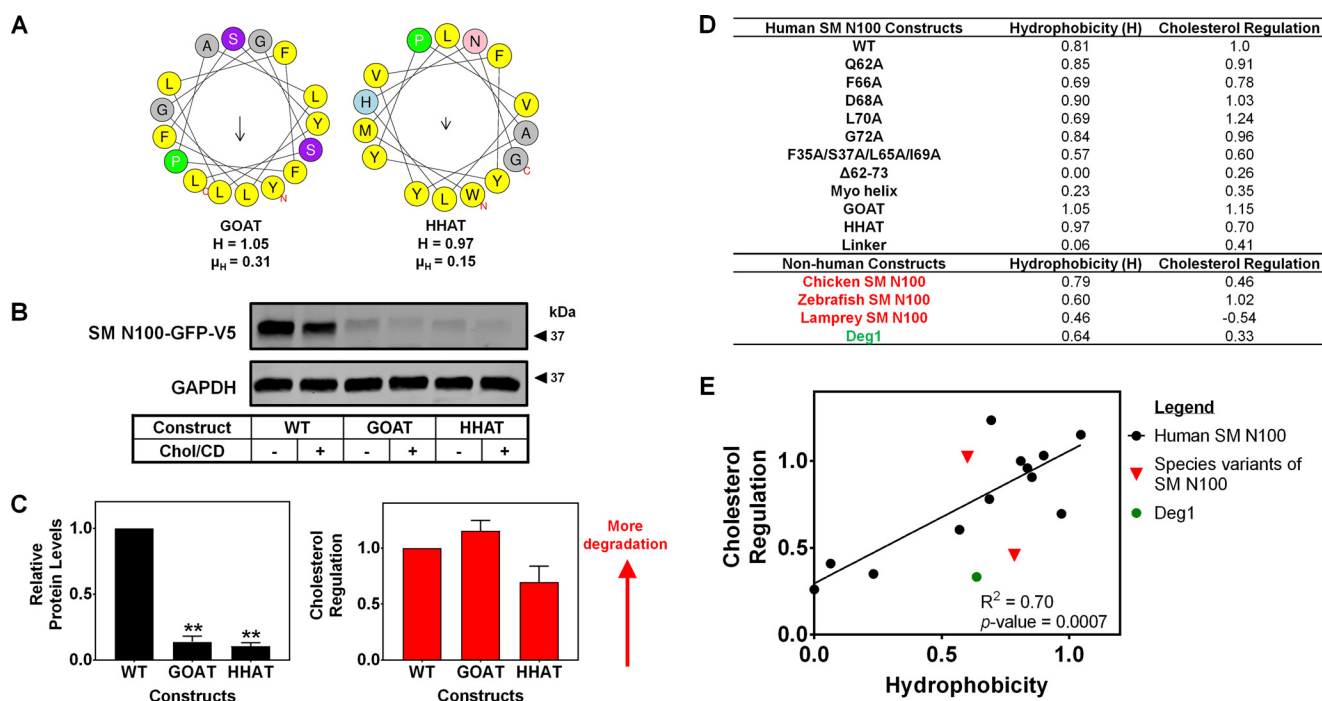 A
A S G F L Y S F Y L L L P F G L
C N
GOAT
H = 1.05
μH = 0.31
P L N F V A G Y W L Y Y M H V
C N
HHAT
H = 0.97
μH = 0.15
B
kDa
SM N100-GFP-V5
37
GAPDH
37
Construct WT GOAT HHAT
Chol/CD - + - + - +
C
Relative
Protein Levels
1.0
0.5
0.0
** **
WT GOAT HHAT
Constructs
Cholesterol
Regulation
1.0
0.5
0.0
WT GOAT HHAT
Constructs
More
degradation
D
Human SM N100 Constructs Hydrophobicity (H) Cholesterol Regulation
WT 0.81 1.0
Q62A 0.85 0.91
F66A 0.69 0.78
D68A 0.90 1.03
L70A 0.69 1.24
G72A 0.84 0.96
F35A/S37A/L65A/I69A 0.57 0.60
Δ62-73 0.00 0.26
Myo helix 0.23 0.35
GOAT 1.05 1.15
HHAT 0.97 0.70
Linker 0.06 0.41
Non-human Constructs Hydrophobicity (H) Cholesterol Regulation
Chicken SM N100 0.79 0.46
Zebrafish SM N100 0.60 1.02
Lamprey SM N100 0.46 -0.54
Deg1 0.64 0.33
E
Cholesterol
Regulation
1.0
0.5
0.0
0.0 0.5 1.0
Hydrophobicity
R2 = 0.70
p-value = 0.0007
Legend
Human SM N100
Species variants of
SM N100
Deg1